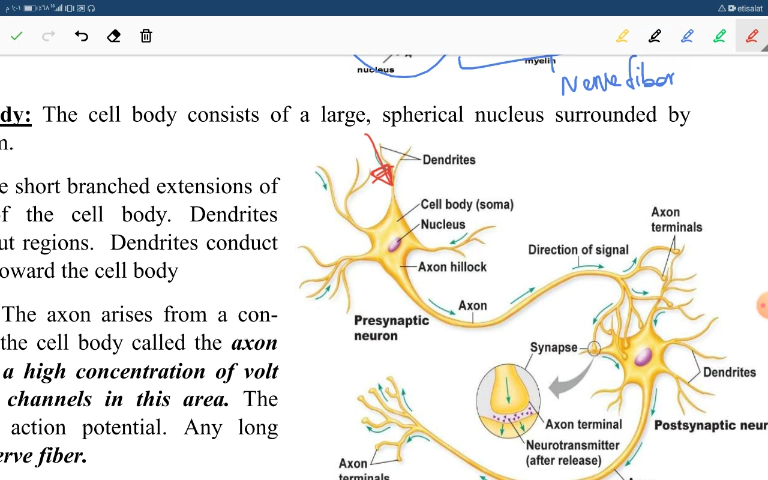 etisalat
nucleus
myelin
Nerve fibor
dy: The cell body consists of a large, spherical nucleus surrounded by
m.
e short branched extensions of
f the cell body. Dendrites
ut regions. Dendrites conduct
oward the cell body
The axon arises from a con-
the cell body called the axon
a high concentration of volt
channels in this area. The
action potential. Any long
erve fiber.
Dendrites
Cell body (soma)
Nucleus
Axon hillock
Axon
terminals
Direction of signal
Axon
Presynaptic
neuron
Synapse
Dendrites
Axon terminal
Postsynaptic neur
Neurotransmitter
(after release)
Axon
terminals